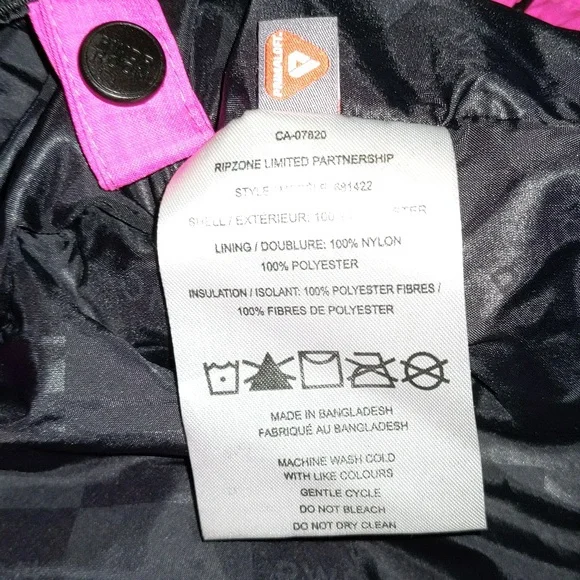 PRIMALOFT
CA-07820
RIPZONE LIMITED PARTNERSHIP
STYLE 681422
SHELL / EXTERIEUR: 100%
LINING / DOUBLURE: 100% NYLON
100% POLYESTER
INSULATION / ISOLANT: 100% POLYESTER FIBRES /
100% FIBRES DE POLYESTER
MADE IN BANGLADESH
FABRIQUÉ AU BANGLADESH
MACHINE WASH COLD
WITH LIKE COLOURS
GENTLE CYCLE
DO NOT BLEACH
DO NOT DRY CLEAN